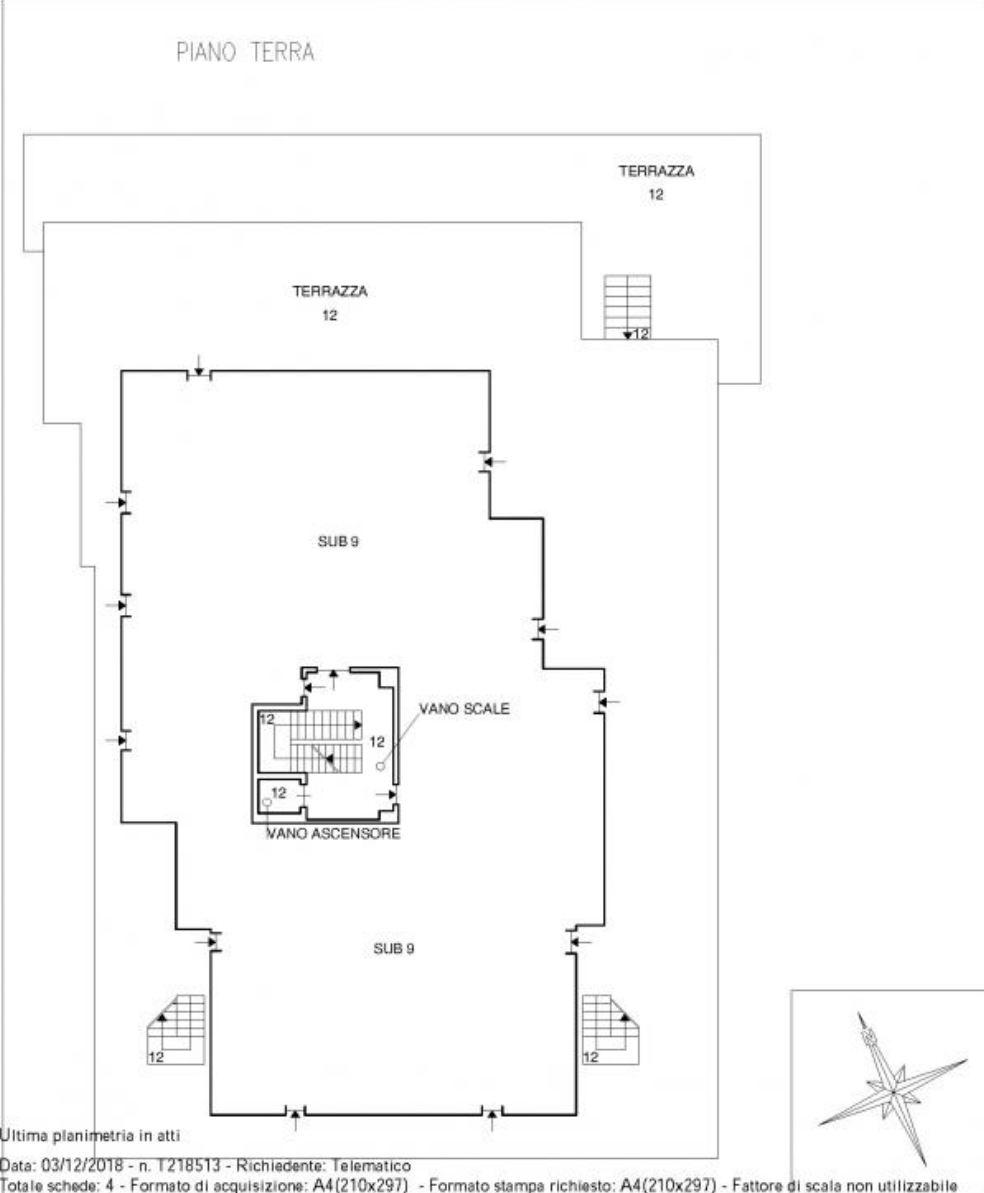 PIANO TERRA
TERRAZZA
12
TERRAZZA
12
12
SUB 9
VANO SCALE
12
12
12
VANO ASCENSORE
SUB 9
12
12
N
Ultima planimetria in atti
Data: 03/12/2018 - n. T218513 - Richiedente: Telematico
Totale schede: 4 - Formato di acquisizione: A4(210x297) - Formato stampa richiesto: A4(210x297) - Fattore di scala non utilizzabile